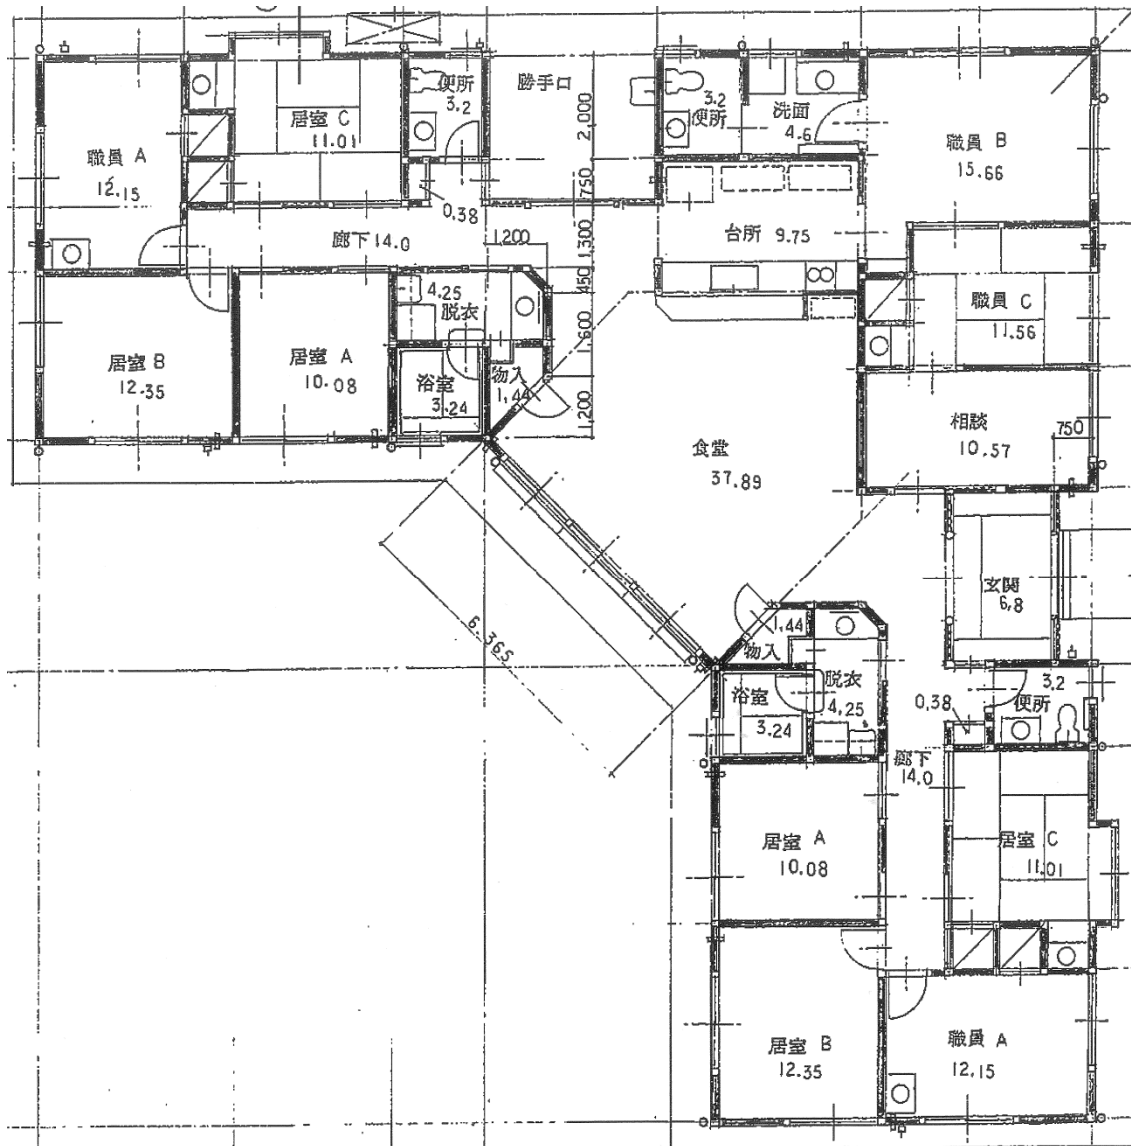 便所
3.2
勝手口
居室 C
11.01
職員 A
12.15
0.38
廊下 14.0
1,200
2,000
750
1,300
450
1,600
1,200
3.2
便所
洗面
4.6
職員 B
15.66
台所 9.75
職員 C
11.56
4.25
脱衣
居室 B
12.35
居室 A
10.08
浴室
3.24
物入
1.44
食堂
37.89
相談
10.57
750
玄関
6.8
6,365
1.44
物入
浴室
3.24
脱衣
4.25
0.38
3.2
便所
廊下
14.0
居室 A
10.08
居室 C
11.01
居室 B
12.35
職員 A
12.15